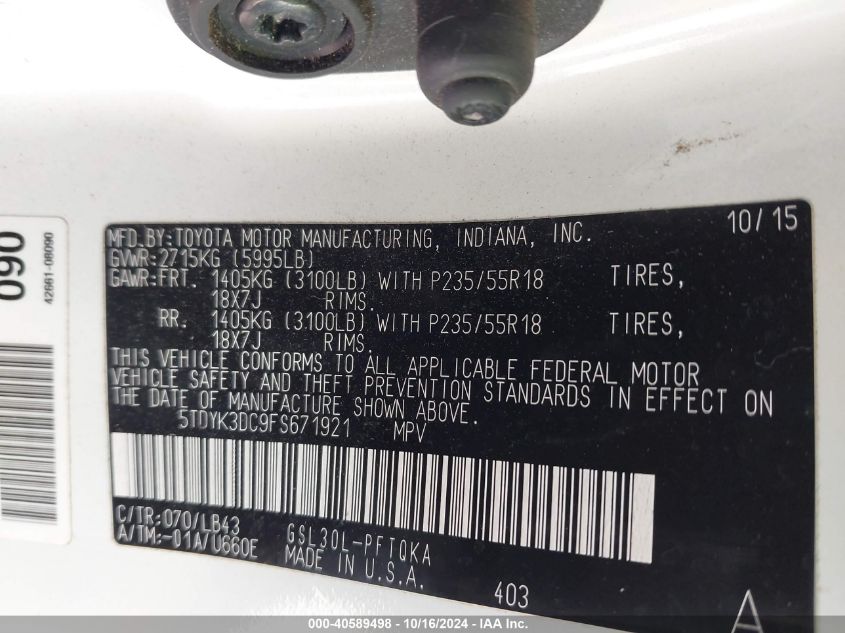 10/15
MFD.BY:TOYOTA MOTOR MANUFACTURING, INDIANA, INC.
GVWR:2715KG (5995LB)
GAWR:FRT. 1405KG (3100LB) WITH P235/55R18 TIRES,
18X7J RIMS.
RR. 1405KG (3100LB) WITH P235/55R18 TIRES,
18X7J RIMS.
THIS VEHICLE CONFORMS TO ALL APPLICABLE FEDERAL MOTOR
VEHICLE SAFETY AND THEFT PREVENTION STANDARDS IN EFFECT ON
THE DATE OF MANUFACTURE SHOWN ABOVE.
5TDYK3DC9FS671921 MPV
C/TR:070/LB43 GSL30L-PFTQKA
A/TM:-01A/U660E MADE IN U.S.A.
403
A
090
42661-08090
000-40589498 - 10/16/2024 - IAA Inc.